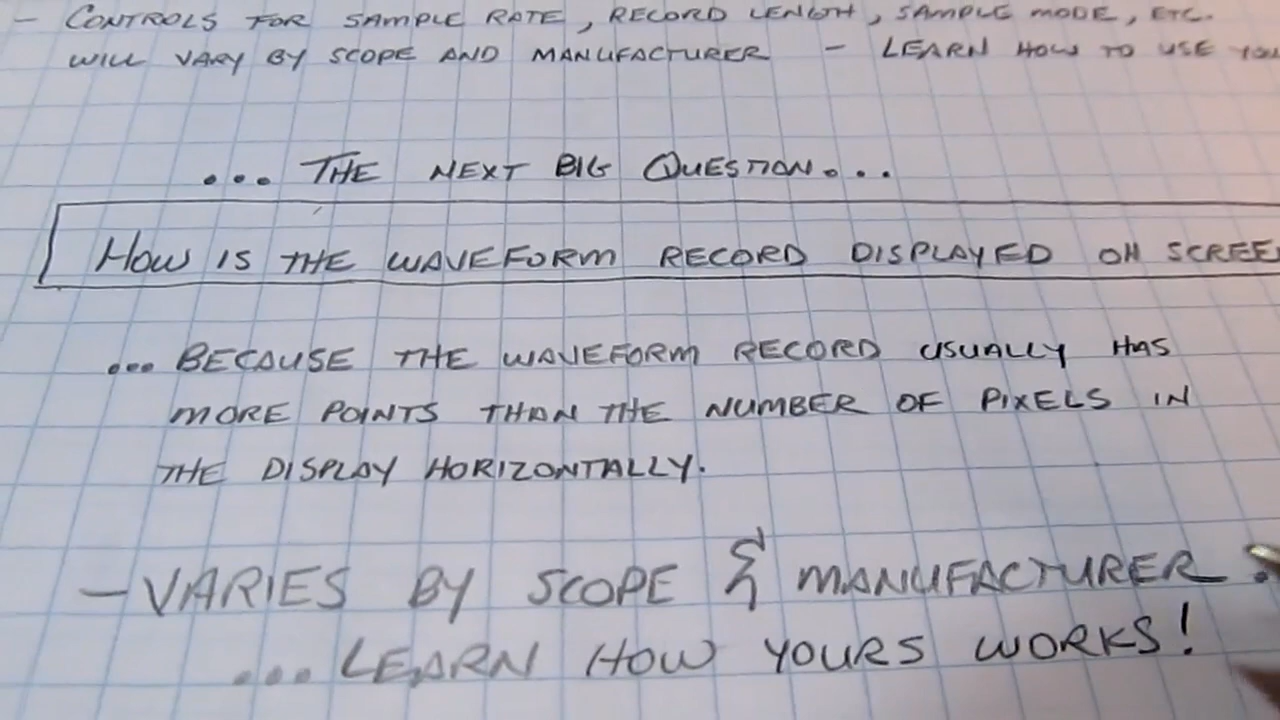 - CONTROLS FOR SAMPLE RATE, RECORD LENGTH, SAMPLE MODE, ETC.
WILL VARY BY SCOPE AND MANUFACTURER - LEARN HOW TO USE YOU
... THE NEXT BIG QUESTION...
HOW IS THE WAVEFORM RECORD DISPLAYED ON SCREE
... BECAUSE THE WAVEFORM RECORD USUALLY HAS
MORE POINTS THAN THE NUMBER OF PIXELS IN
THE DISPLAY HORIZONTALLY.
- VARIES BY SCOPE & MANUFACTURER.
... LEARN HOW YOURS WORKS!